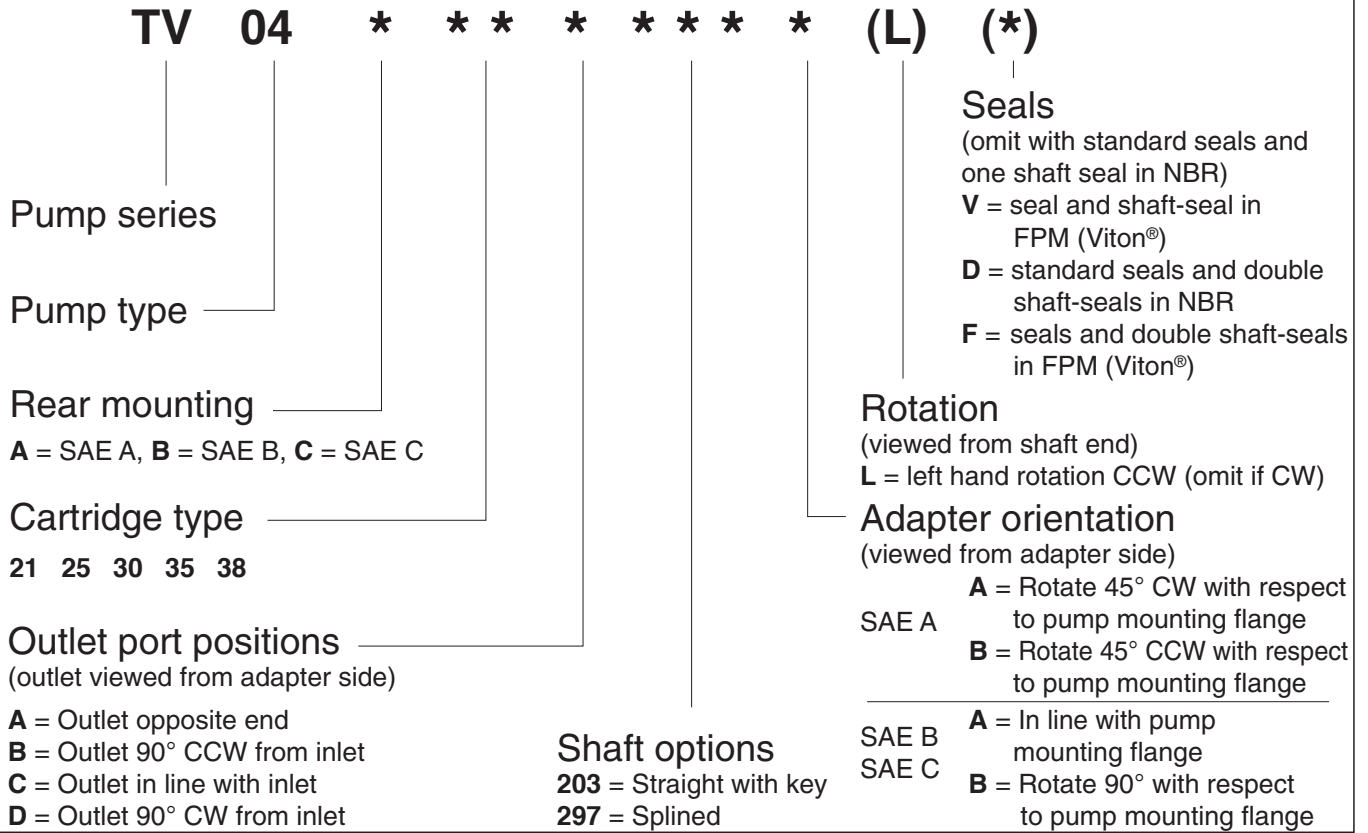 TV 04 * * * * * * * * (L) (*)
Pump series
Pump type
Rear mounting
A = SAE A, B = SAE B, C = SAE C
Cartridge type
21 25 30 35 38
Outlet port positions
(outlet viewed from adapter side)
A = Outlet opposite end
B = Outlet 90° CCW from inlet
C = Outlet in line with inlet
D = Outlet 90° CW from inlet
Shaft options
203 = Straight with key
297 = Splined
Seals
(omit with standard seals and
one shaft seal in NBR)
V = seal and shaft-seal in
FPM (Viton®)
D = standard seals and double
shaft-seals in NBR
F = seals and double shaft-seals
in FPM (Viton®)
Rotation
(viewed from shaft end)
L = left hand rotation CCW (omit if CW)
Adapter orientation
(viewed from adapter side)
SAE A
A = Rotate 45° CW with respect
to pump mounting flange
B = Rotate 45° CCW with respect
to pump mounting flange
SAE B
SAE C
A = In line with pump
mounting flange
B = Rotate 90° with respect
to pump mounting flange